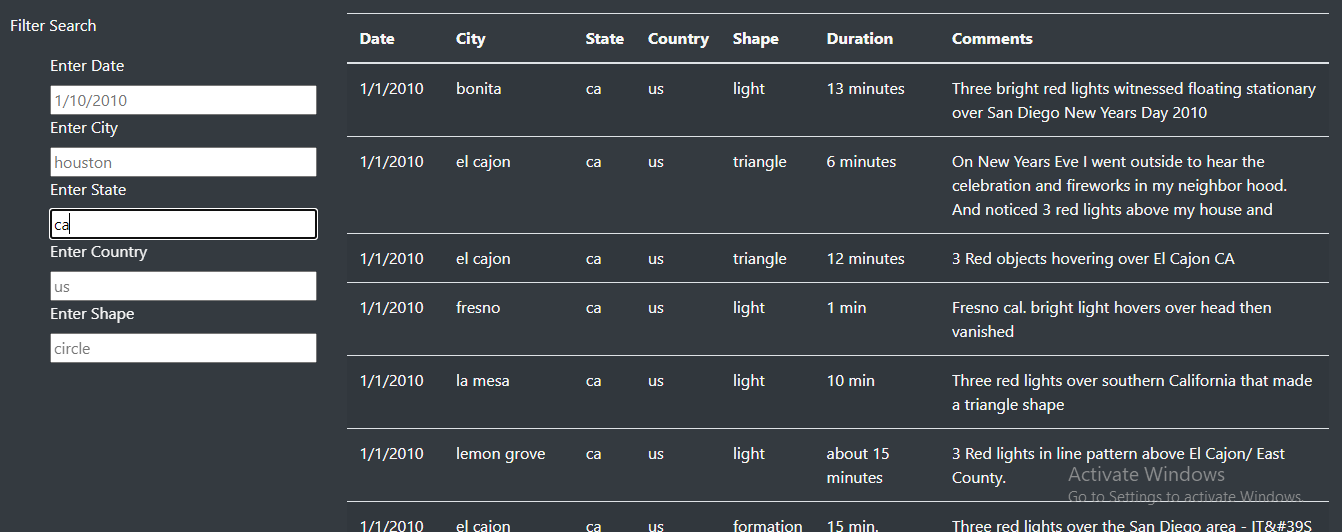 Filter Search
Enter Date
1/10/2010
Enter City
houston
Enter State
ca
Enter Country
us
Enter Shape
circle
Date City State Country Shape Duration Comments
1/1/2010 bonita ca us light 13 minutes Three bright red lights witnessed floating stationary
over San Diego New Years Day 2010
1/1/2010 el cajon ca us triangle 6 minutes On New Years Eve I went outside to hear the
celebration and fireworks in my neighbor hood.
And noticed 3 red lights above my house and
1/1/2010 el cajon ca us triangle 12 minutes 3 Red objects hovering over El Cajon CA
1/1/2010 fresno ca us light 1 min Fresno cal. bright light hovers over head then
vanished
1/1/2010 la mesa ca us light 10 min Three red lights over southern California that made
a triangle shape
1/1/2010 lemon grove ca us light about 15 3 Red lights in line pattern above El Cajon/ East
minutes County.
Activate Windows
Go to Settings to activate Windows.
1/1/2010 el cajon ca us formation 15 min. Three red lights over the San Diego area - IT&#39S